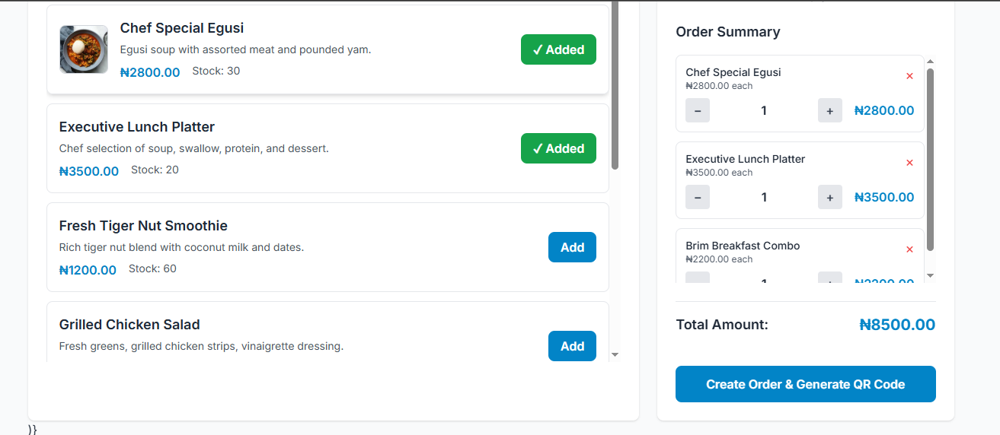 Chef Special Egusi
Egusi soup with assorted meat and pounded yam.
₦2800.00 Stock: 30
✓ Added
Executive Lunch Platter
Chef selection of soup, swallow, protein, and dessert.
₦3500.00 Stock: 20
✓ Added
Fresh Tiger Nut Smoothie
Rich tiger nut blend with coconut milk and dates.
₦1200.00 Stock: 60
Add
Grilled Chicken Salad
Fresh greens, grilled chicken strips, vinaigrette dressing.
Add
)}
Order Summary
Chef Special Egusi
₦2800.00 each
×
− 1 + ₦2800.00
Executive Lunch Platter
₦3500.00 each
×
− 1 + ₦3500.00
Brim Breakfast Combo
₦2200.00 each
×
1 + ₦2200.00
Total Amount: ₦8500.00
Create Order & Generate QR Code